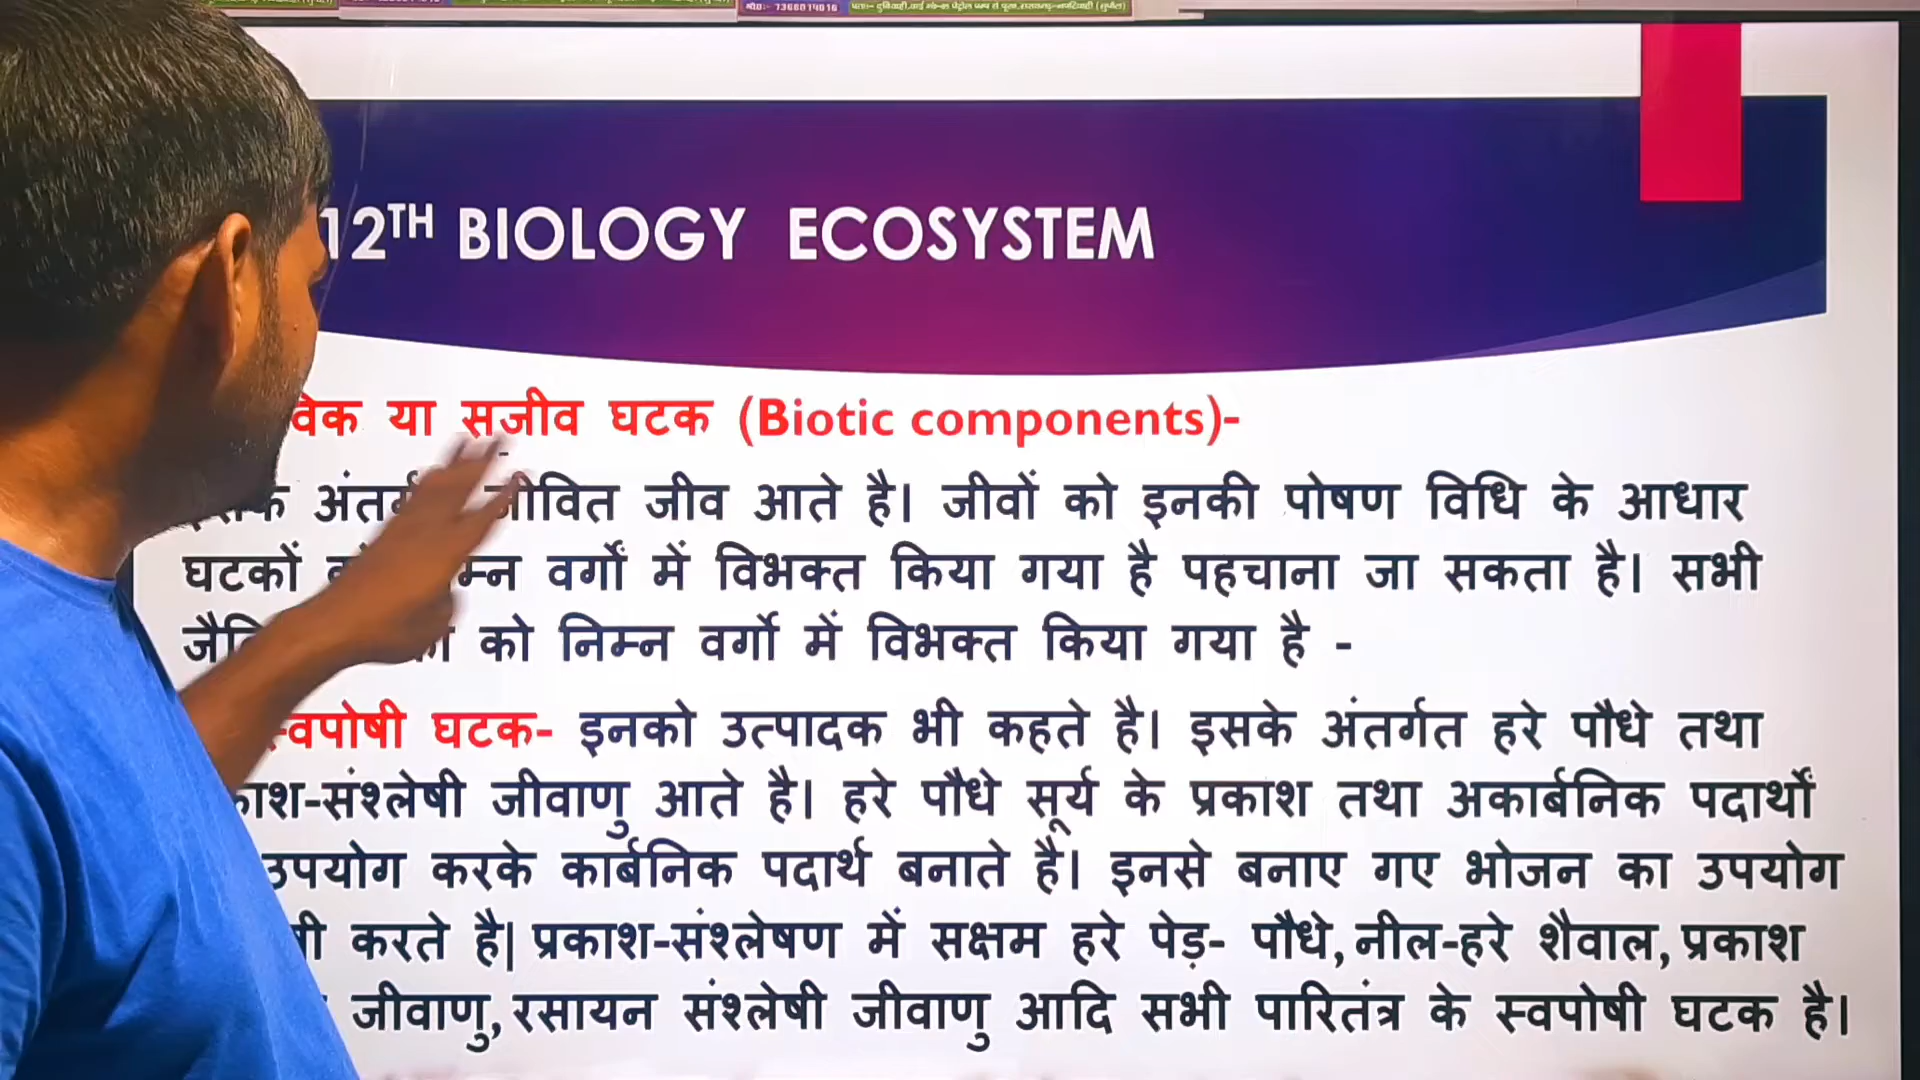 मो०:- 7368014016
12TH BIOLOGY ECOSYSTEM
या सजीव घटक (Biotic components)-
जीवित जीव आते है। जीवों को इनकी पोषण विधि के आधार
घटकों वर्गों में विभक्त किया गया है पहचाना जा सकता है। सभी
को निम्न वर्गो में विभक्त किया गया है -
घटक- इनको उत्पादक भी कहते है। इसके अंतर्गत हरे पौधे तथा
जीवाणु आते है। हरे पौधे सूर्य के प्रकाश तथा अकार्बनिक पदार्थों
उपयोग करके कार्बनिक पदार्थ बनाते है। इनसे बनाए गए भोजन का उपयोग
करते है| प्रकाश-संश्लेषण में सक्षम हरे पेड़- पौधे, नील-हरे शैवाल, प्रकाश
जीवाणु, रसायन संश्लेषी जीवाणु आदि सभी पारितंत्र के स्वपोषी घटक है।